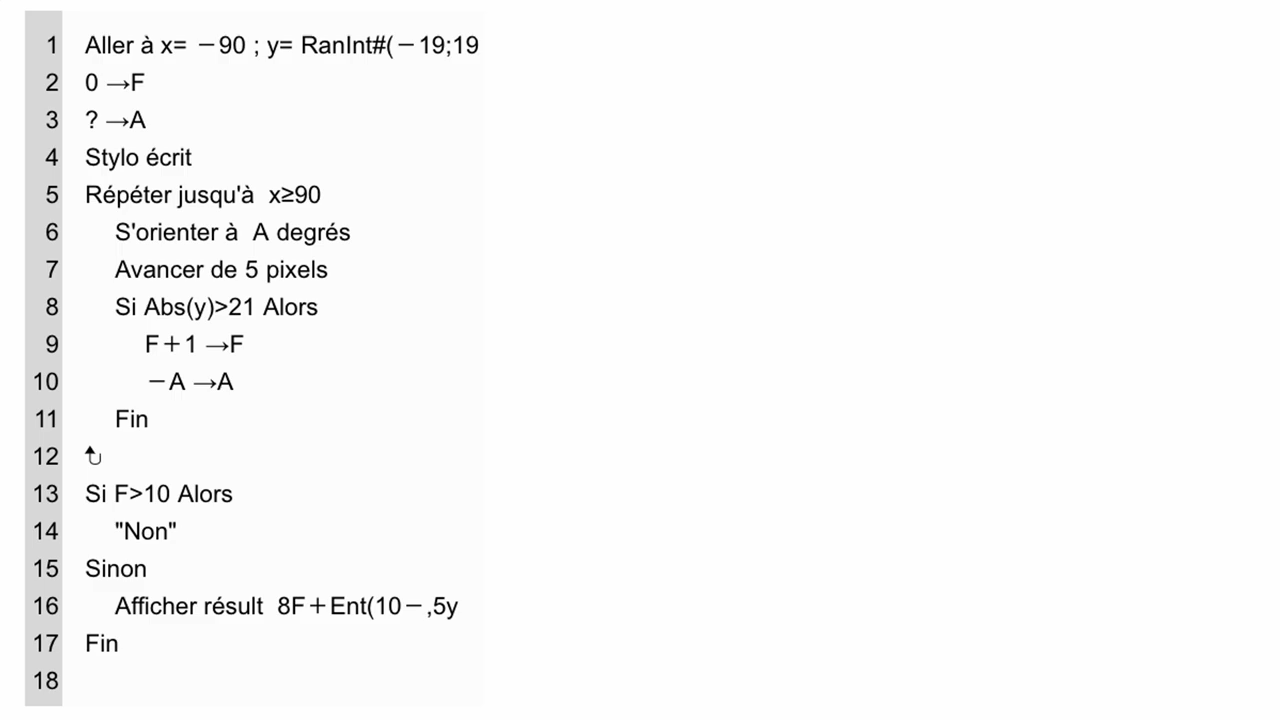 1 Aller à x= −90 ; y= RanInt#(−19;19
2 0 →F
3 ? →A
4 Stylo écrit
5 Répéter jusqu'à x≥90
6 S'orienter à A degrés
7 Avancer de 5 pixels
8 Si Abs(y)>21 Alors
9 F+1 →F
10 −A →A
11 Fin
12
13 Si F>10 Alors
14 "Non"
15 Sinon
16 Afficher résult 8F+Ent(10−,5y
17 Fin
18